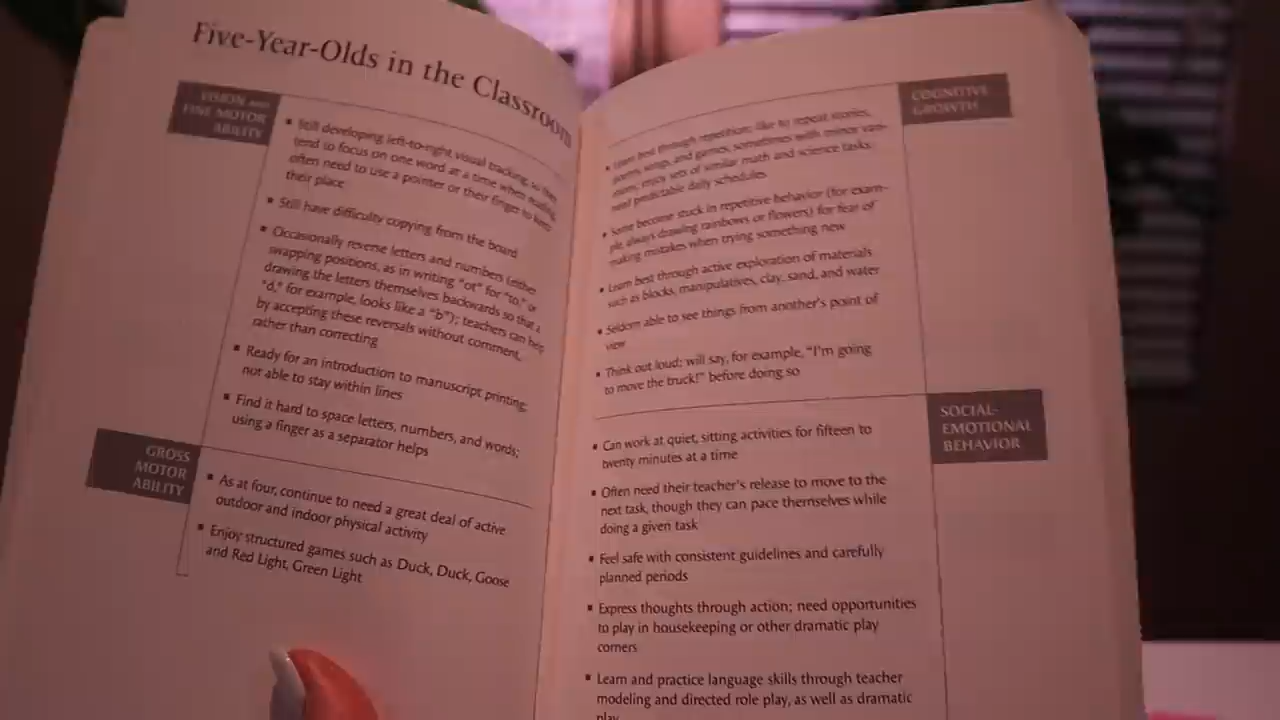 Five-Year-Olds in the Classroom
VISION AND
FINE MOTOR
ABILITY
▪ Still developing left-to-right visual tracking, so they
tend to focus on one word at a time when reading;
often need to use a pointer or their finger to keep
their place
▪ Still have difficulty copying from the board
▪ Occasionally reverse letters and numbers (either
swapping positions, as in writing "ot" for "to," or
drawing the letters themselves backwards so that a
"d," for example, looks like a "b"); teachers can help
by accepting these reversals without comment,
rather than correcting
▪ Ready for an introduction to manuscript printing;
not able to stay within lines
▪ Find it hard to space letters, numbers, and words;
using a finger as a separator helps
GROSS
MOTOR
ABILITY
▪ As at four, continue to need a great deal of active
outdoor and indoor physical activity
▪ Enjoy structured games such as Duck, Duck, Goose
and Red Light, Green Light
COGNITIVE
GROWTH
▪ Learn best through repetition; like to repeat stories,
poems, songs, and games, sometimes with minor vari-
ations; enjoy sets of similar math and science tasks;
need predictable daily schedules
▪ Some become stuck in repetitive behavior (for exam-
ple, always drawing rainbows or flowers) for fear of
making mistakes when trying something new
▪ Learn best through active exploration of materials
such as blocks, manipulatives, clay, sand, and water
▪ Seldom able to see things from another's point of
view
▪ Think out loud; will say, for example, "I'm going
to move the truck!" before doing so
SOCIAL-
EMOTIONAL
BEHAVIOR
▪ Can work at quiet, sitting activities for fifteen to
twenty minutes at a time
▪ Often need their teacher's release to move to the
next task, though they can pace themselves while
doing a given task
▪ Feel safe with consistent guidelines and carefully
planned periods
▪ Express thoughts through action; need opportunities
to play in housekeeping or other dramatic play
corners
▪ Learn and practice language skills through teacher
modeling and directed role play, as well as dramatic
play